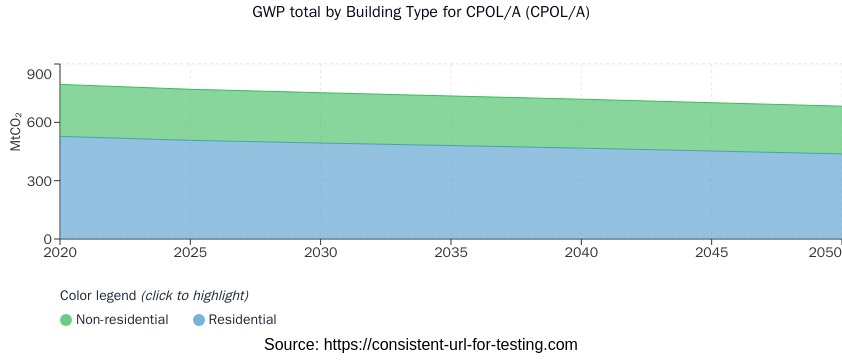 GWP total by Building Type for CPOL/A (CPOL/A)
MtCO₂
900
600
300
0
2020 2025 2030 2035 2040 2045 2050
Color legend (click to highlight)
Non-residential Residential
Source: https://consistent-url-for-testing.com